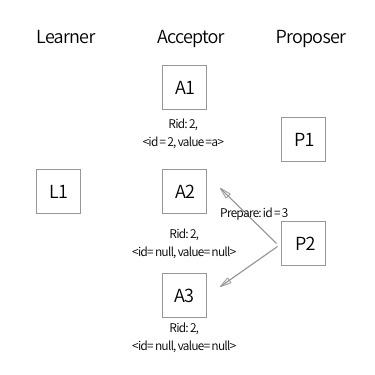 Learner Acceptor Proposer
A1
Rid: 2,
<id = 2, value =a>
P1
L1
A2
Prepare: id = 3
Rid: 2,
<id= null, value= null>
P2
A3
Rid: 2,
<id= null, value= null>